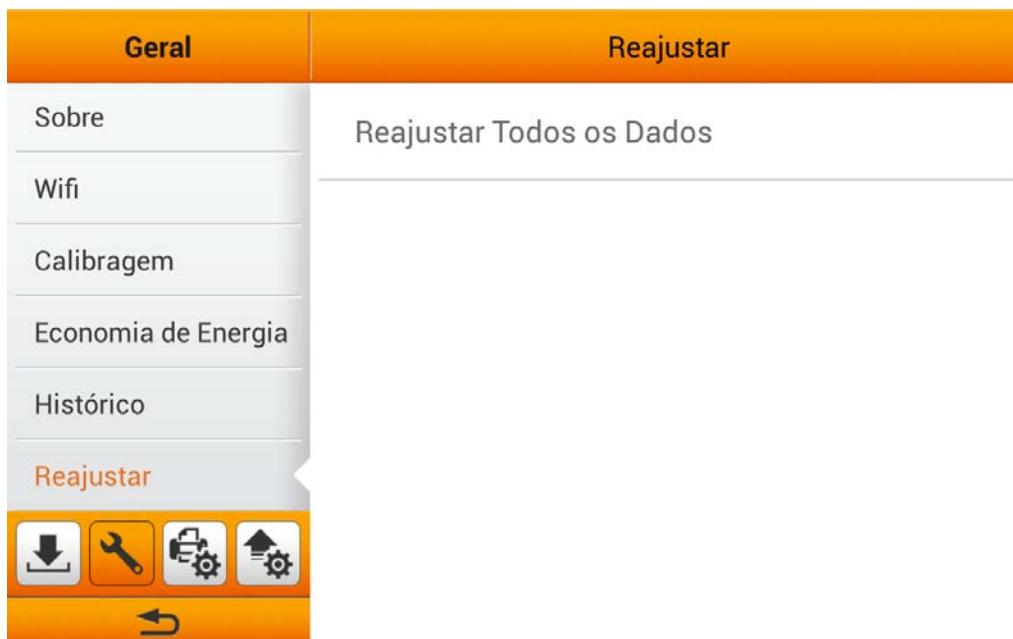 Geral
Reajustar
Sobre
Wifi
Calibragem
Economia de Energia
Histórico
Reajustar
Reajustar Todos os Dados